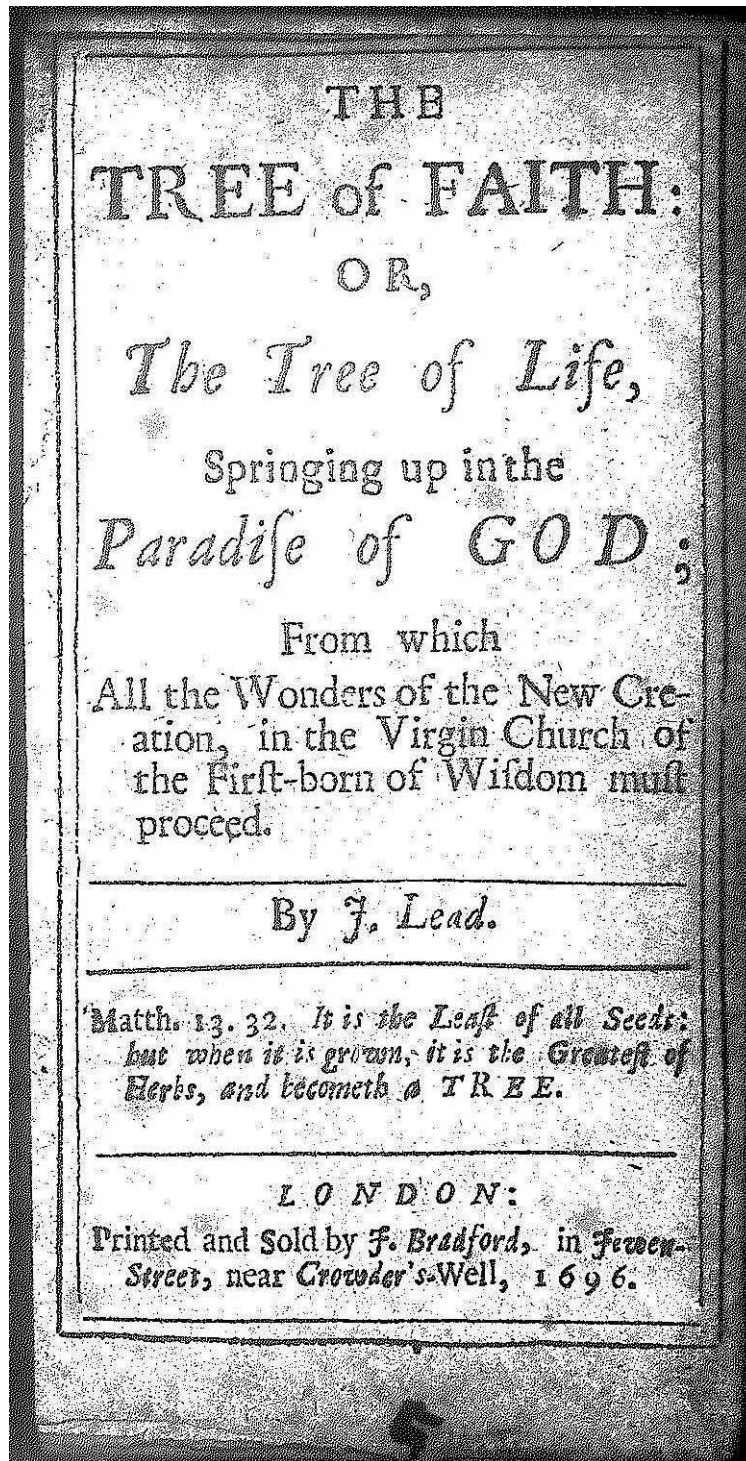 THE
TREE of FAITH:
OR,
The Tree of Life,
Springing up in the
Paradiſe of GOD;
From which
All the Wonders of the New Cre-
ation, in the Virgin Church of
the Firſt-born of Wiſdom muſt
proceed.
By J. Lead.
Matth. 13. 32. It is the Leaſt of all Seeds:
but when it is grown, it is the Greateſt of
Herbs, and becometh a TREE.
LONDON:
Printed and Sold by J. Bradford, in Jewen-
Street, near Crowder's-Well, 1696.